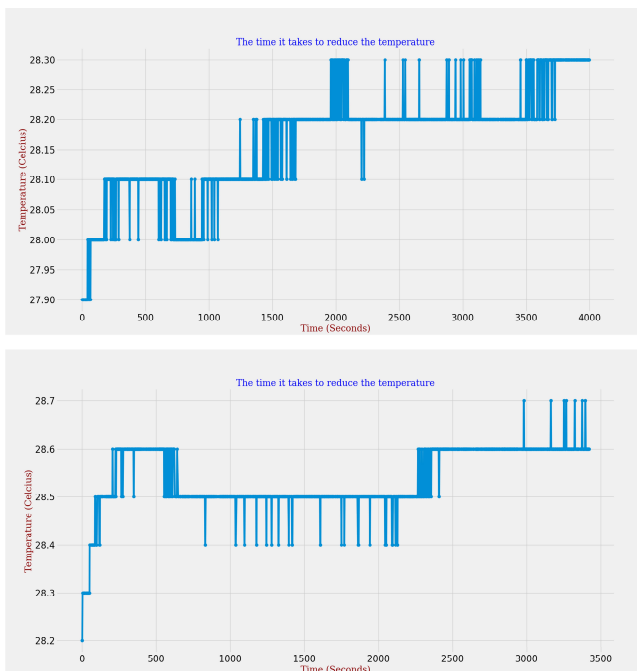 The time it takes to reduce the temperature
28.30
28.25
28.20
28.15
28.10
28.05
28.00
27.95
27.90
Temperature (Celcius)
0 500 1000 1500 2000 2500 3000 3500 4000
Time (Seconds)
The time it takes to reduce the temperature
28.7
28.6
28.5
28.4
28.3
28.2
Temperature (Celcius)
0 500 1000 1500 2000 2500 3000 3500
Time (Seconds)